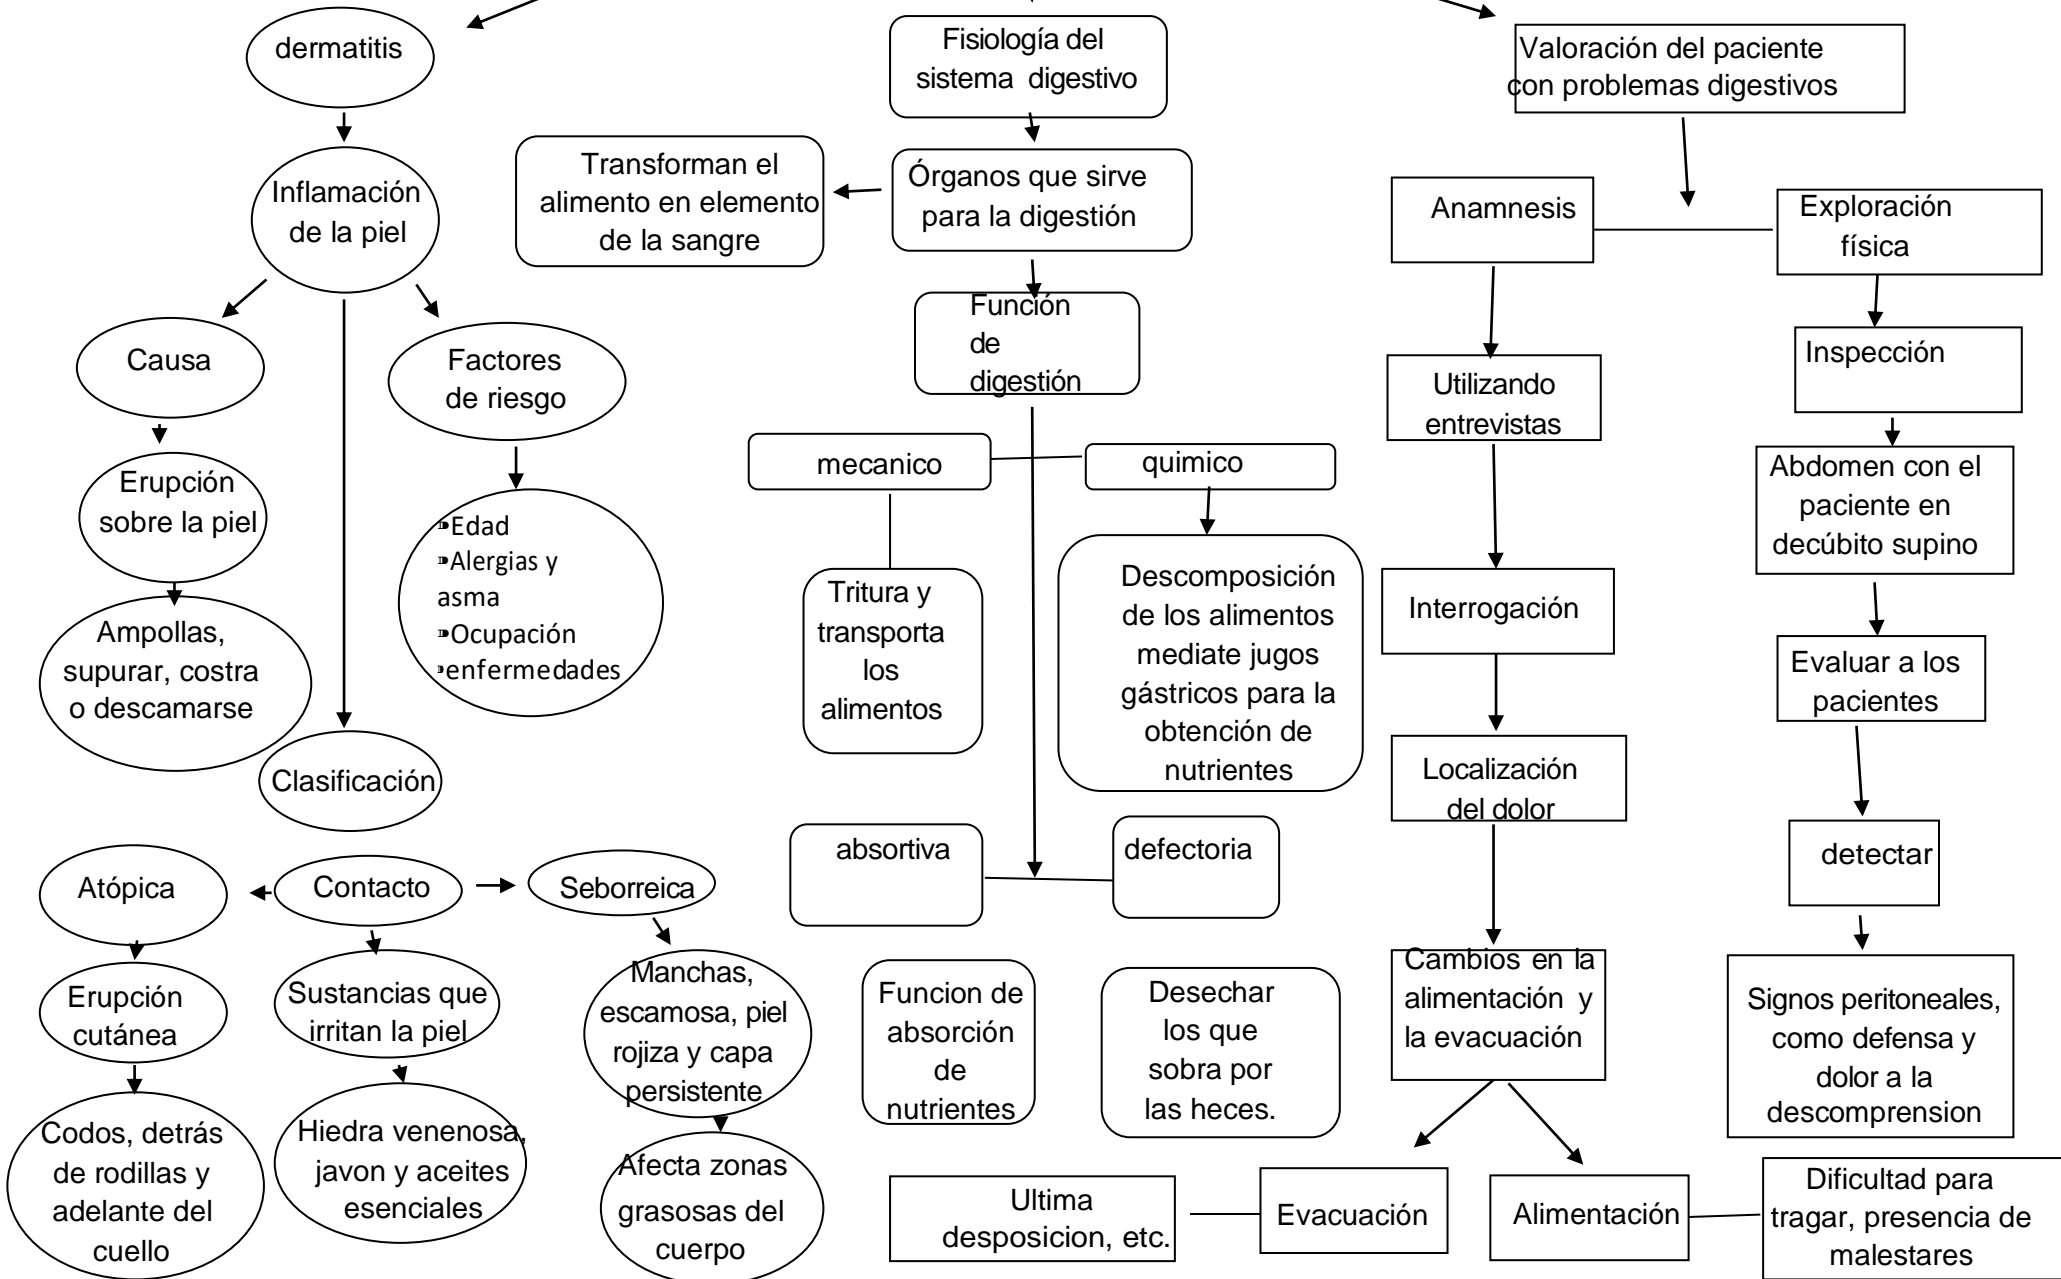 dermatitis
Inflamación
de la piel
Causa
Erupción
sobre la piel
Ampollas,
supurar, costra
o descamarse
Factores
de riesgo
Edad
Alergias y
asma
Ocupación
enfermedades
Clasificación
Atópica
Contacto
Seborreica
Erupción
cutánea
Codos, detrás
de rodillas y
adelante del
cuello
Sustancias que
irritan la piel
Hiedra venenosa,
javon y aceites
esenciales
Manchas,
escamosa, piel
rojiza y capa
persistente
Afecta zonas
grasosas del
cuerpo
Fisiología del
sistema digestivo
Órganos que sirve
para la digestión
Transforman el
alimento en elemento
de la sangre
Función
de
digestión
mecanico
quimico
Tritura y
transporta
los
alimentos
Descomposición
de los alimentos
mediate jugos
gástricos para la
obtención de
nutrientes
absortiva
defectoria
Funcion de
absorción
de
nutrientes
Desechar
los que
sobra por
las heces.
Valoración del paciente
con problemas digestivos
Anamnesis
Exploración
física
Utilizando
entrevistas
Interrogación
Localización
del dolor
Cambios en la
alimentación y
la evacuación
Evacuación
Ultima
desposicion, etc.
Alimentación
Dificultad para
tragar, presencia de
malestares
Inspección
Abdomen con el
paciente en
decúbito supino
Evaluar a los
pacientes
detectar
Signos peritoneales,
como defensa y
dolor a la
descomprension